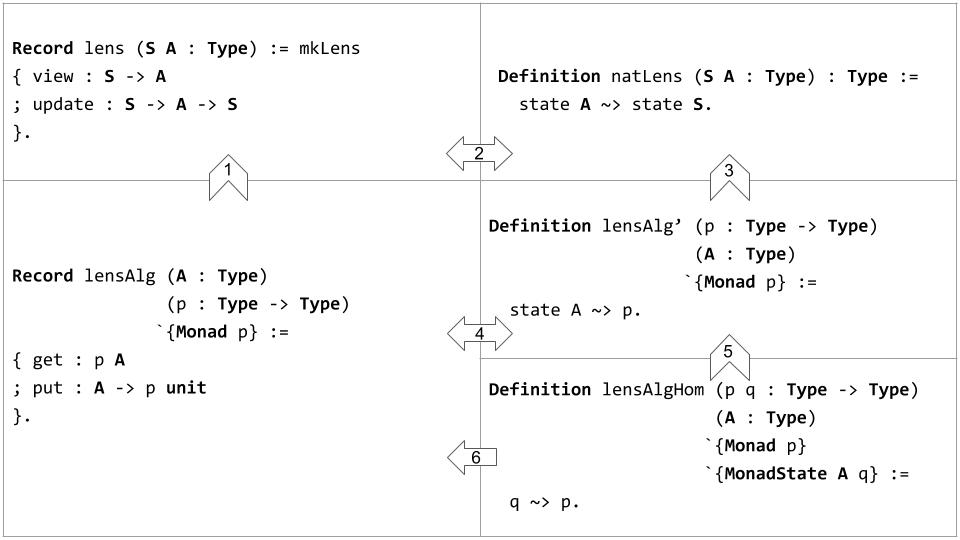 Record lens (S A : Type) := mkLens
{ view : S -> A
; update : S -> A -> S
}.
Definition natLens (S A : Type) : Type :=
state A ~> state S.
2
1
3
Record lensAlg (A : Type)
(p : Type -> Type)
`{Monad p} :=
{ get : p A
; put : A -> p unit
}.
Definition lensAlg’ (p : Type -> Type)
(A : Type)
`{Monad p} :=
state A ~> p.
4
5
Definition lensAlgHom (p q : Type -> Type)
(A : Type)
`{Monad p}
`{MonadState A q} :=
q ~> p.
6